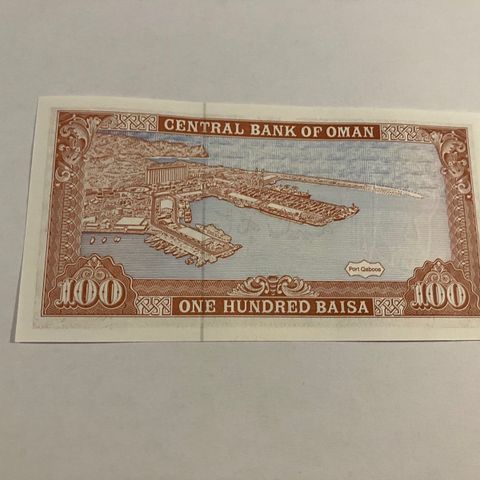 CENTRAL BANK OF OMAN
Port Qaboos
100 100
ONE HUNDRED BAISA